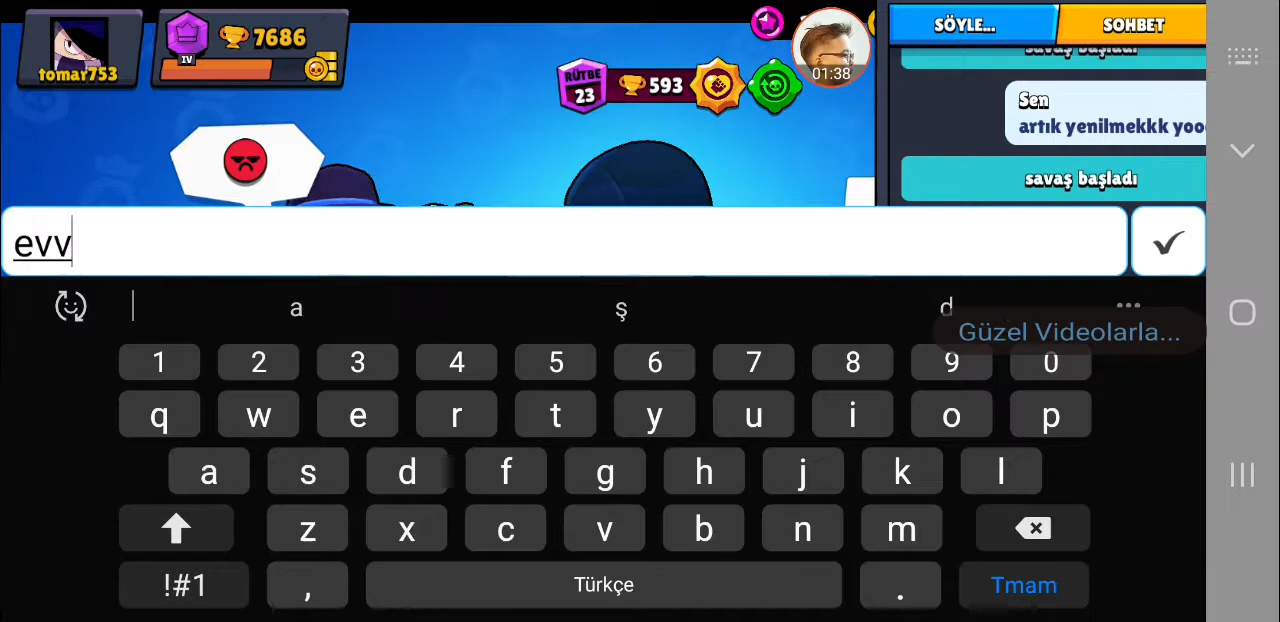 tomar753
IV
7686
RÜTBE
23
593
01:38
SÖYLE...
SOHBET
savaş başladı
Sen
artık yenilmekkk yoo
savaş başladı
evv
a ş d ...
Güzel Videolarla...
1 2 3 4 5 6 7 8 9 0
q w e r t y u i o p
a s d f g h j k l
z x c v b n m
!#1 , Türkçe . Tmam